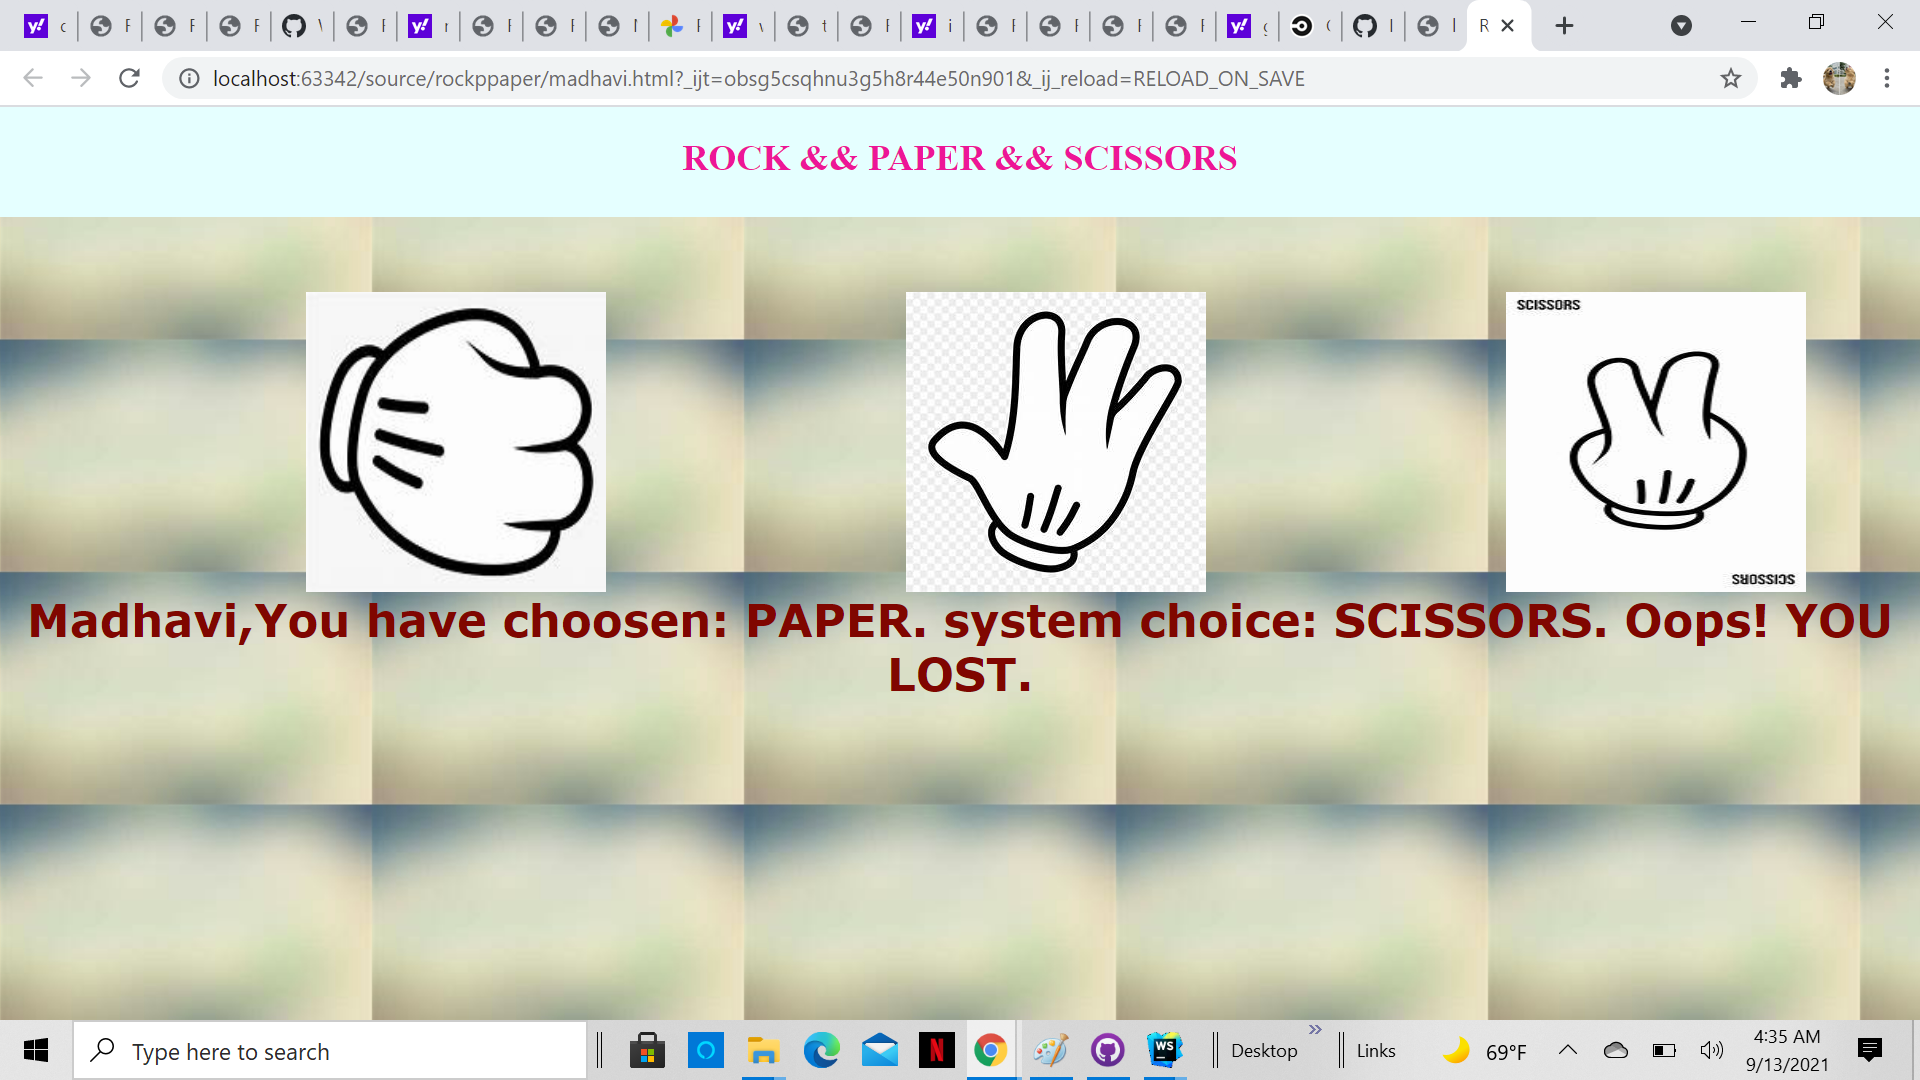 localhost:63342/source/rockppaper/madhavi.html?_ijt=obsg5csqhnu3g5h8r44e50n901&_ij_reload=RELOAD_ON_SAVE
ROCK && PAPER && SCISSORS
SCISSORS
SCISSORS
Madhavi,You have choosen: PAPER. system choice: SCISSORS. Oops! YOU
LOST.
Type here to search
WS
Desktop
Links
69°F
4:35 AM
9/13/2021